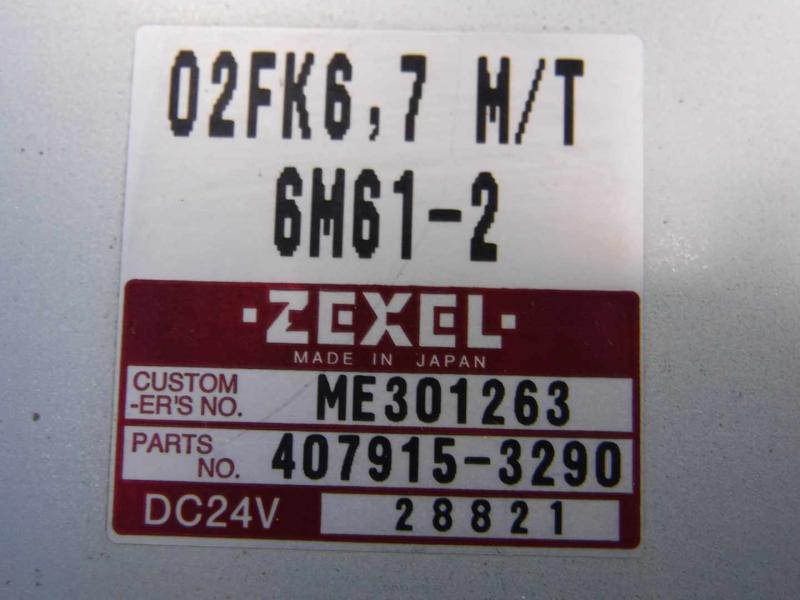 02FK6,7 M/T
6M61-2
·ZEXEL·
MADE IN JAPAN
CUSTOM
-ER'S NO. ME301263
PARTS
NO. 407915-3290
DC24V 28821